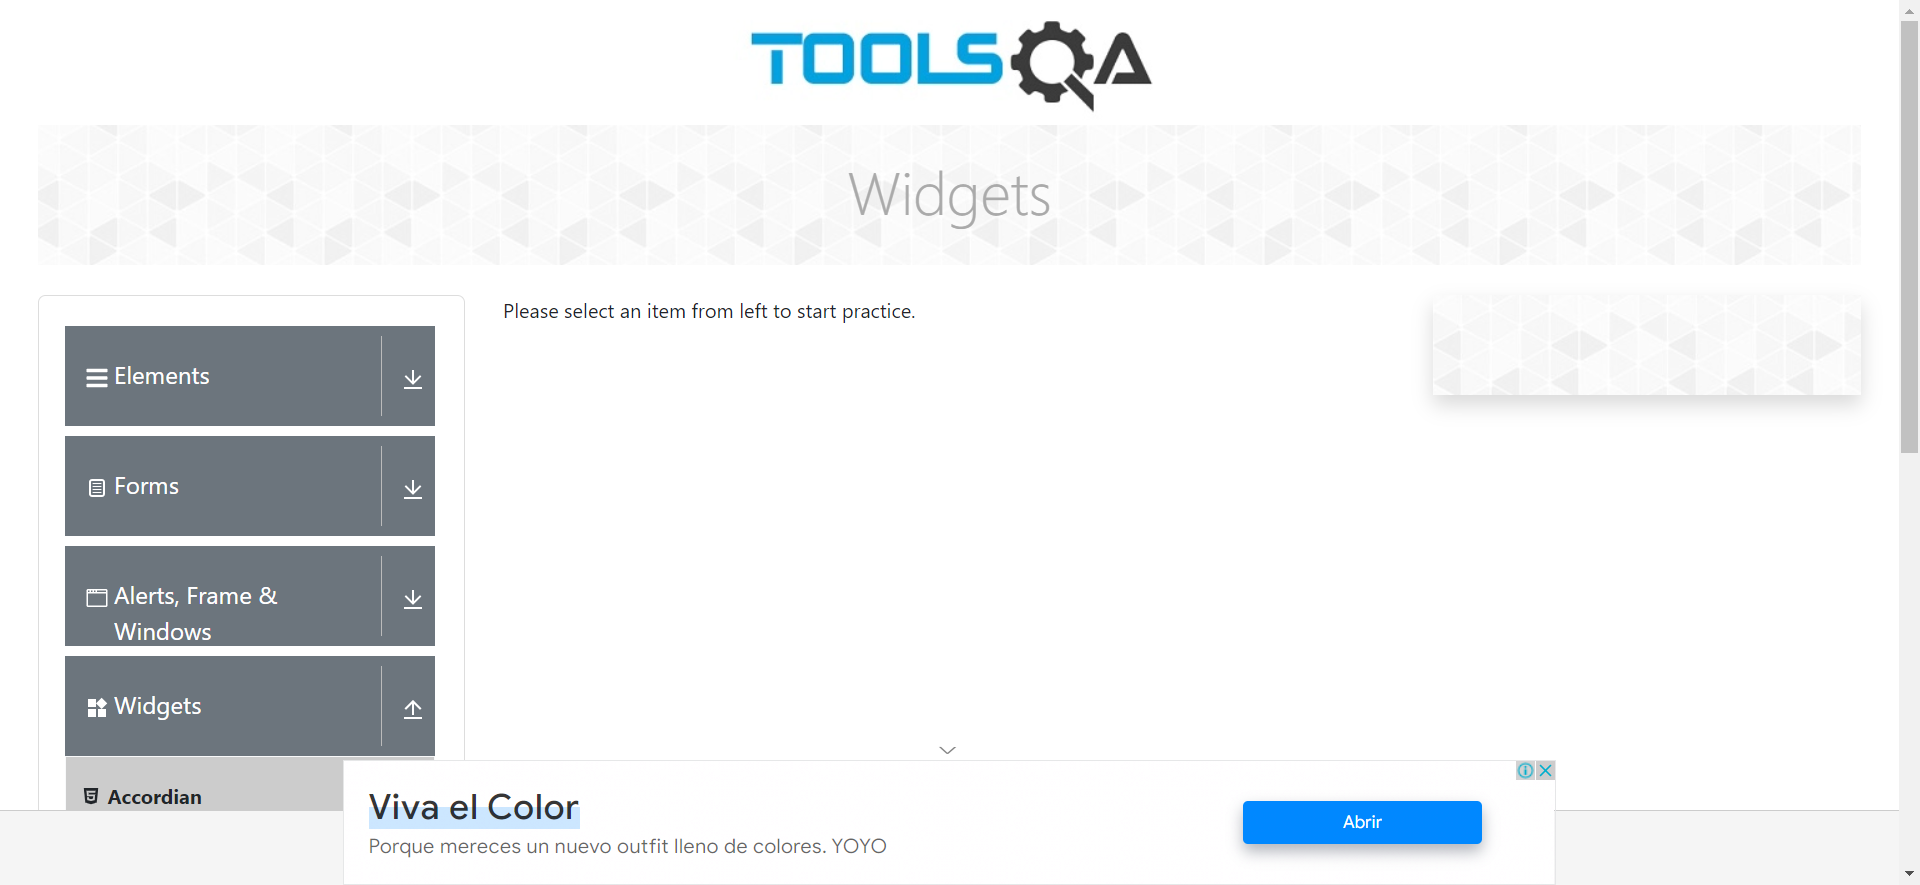 TOOLSQA
Widgets
Please select an item from left to start practice.
Elements
Forms
Alerts, Frame &
Windows
Widgets
Accordian
Viva el Color
Porque mereces un nuevo outfit lleno de colores. YOYO
Abrir